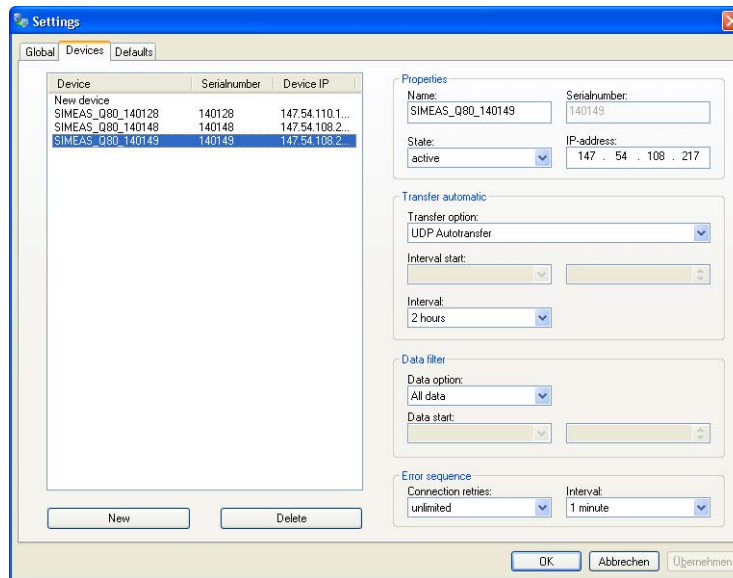 Settings
Global Devices Defaults
Device Serialnumber Device IP
New device
SIMEAS_Q80_140128 140128 147.54.110.1...
SIMEAS_Q80_140148 140148 147.54.108.2...
SIMEAS_Q80_140149 140149 147.54.108.2...
New Delete
Properties
Name: Serialnumber:
SIMEAS_Q80_140149 140149
State: IP-address:
active 147 . 54 . 108 . 217
Transfer automatic
Transfer option:
UDP Autotransfer
Interval start:
Interval:
2 hours
Data filter
Data option:
All data
Data start:
Error sequence
Connection retries: Interval:
unlimited 1 minute
OK Abbrechen Übernehmen